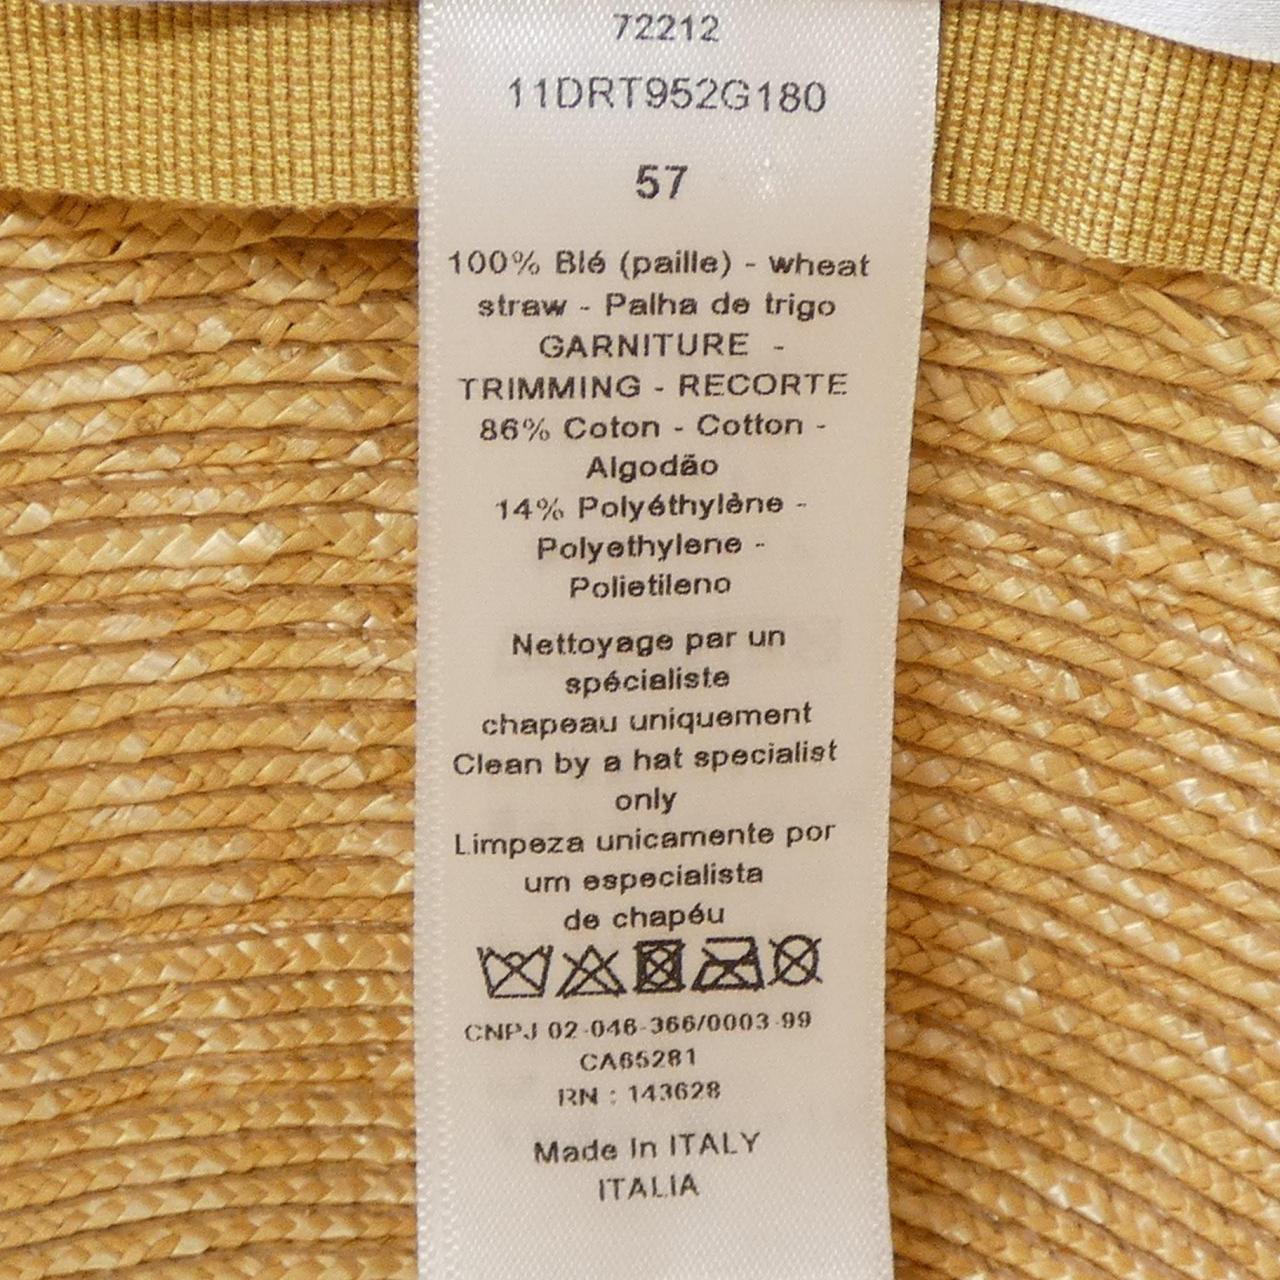 72212
11DRT952G180
57
100% Blé (paille) - wheat
straw - Palha de trigo
GARNITURE -
TRIMMING - RECORTE
86% Coton - Cotton -
Algodão
14% Polyéthylène -
Polyethylene -
Polietileno
Nettoyage par un
spécialiste
chapeau uniquement
Clean by a hat specialist
only
Limpeza unicamente por
um especialista
de chapéu
CNPJ 02-046-366/0003-99
CA65281
RN : 143628
Made In ITALY
ITALIA